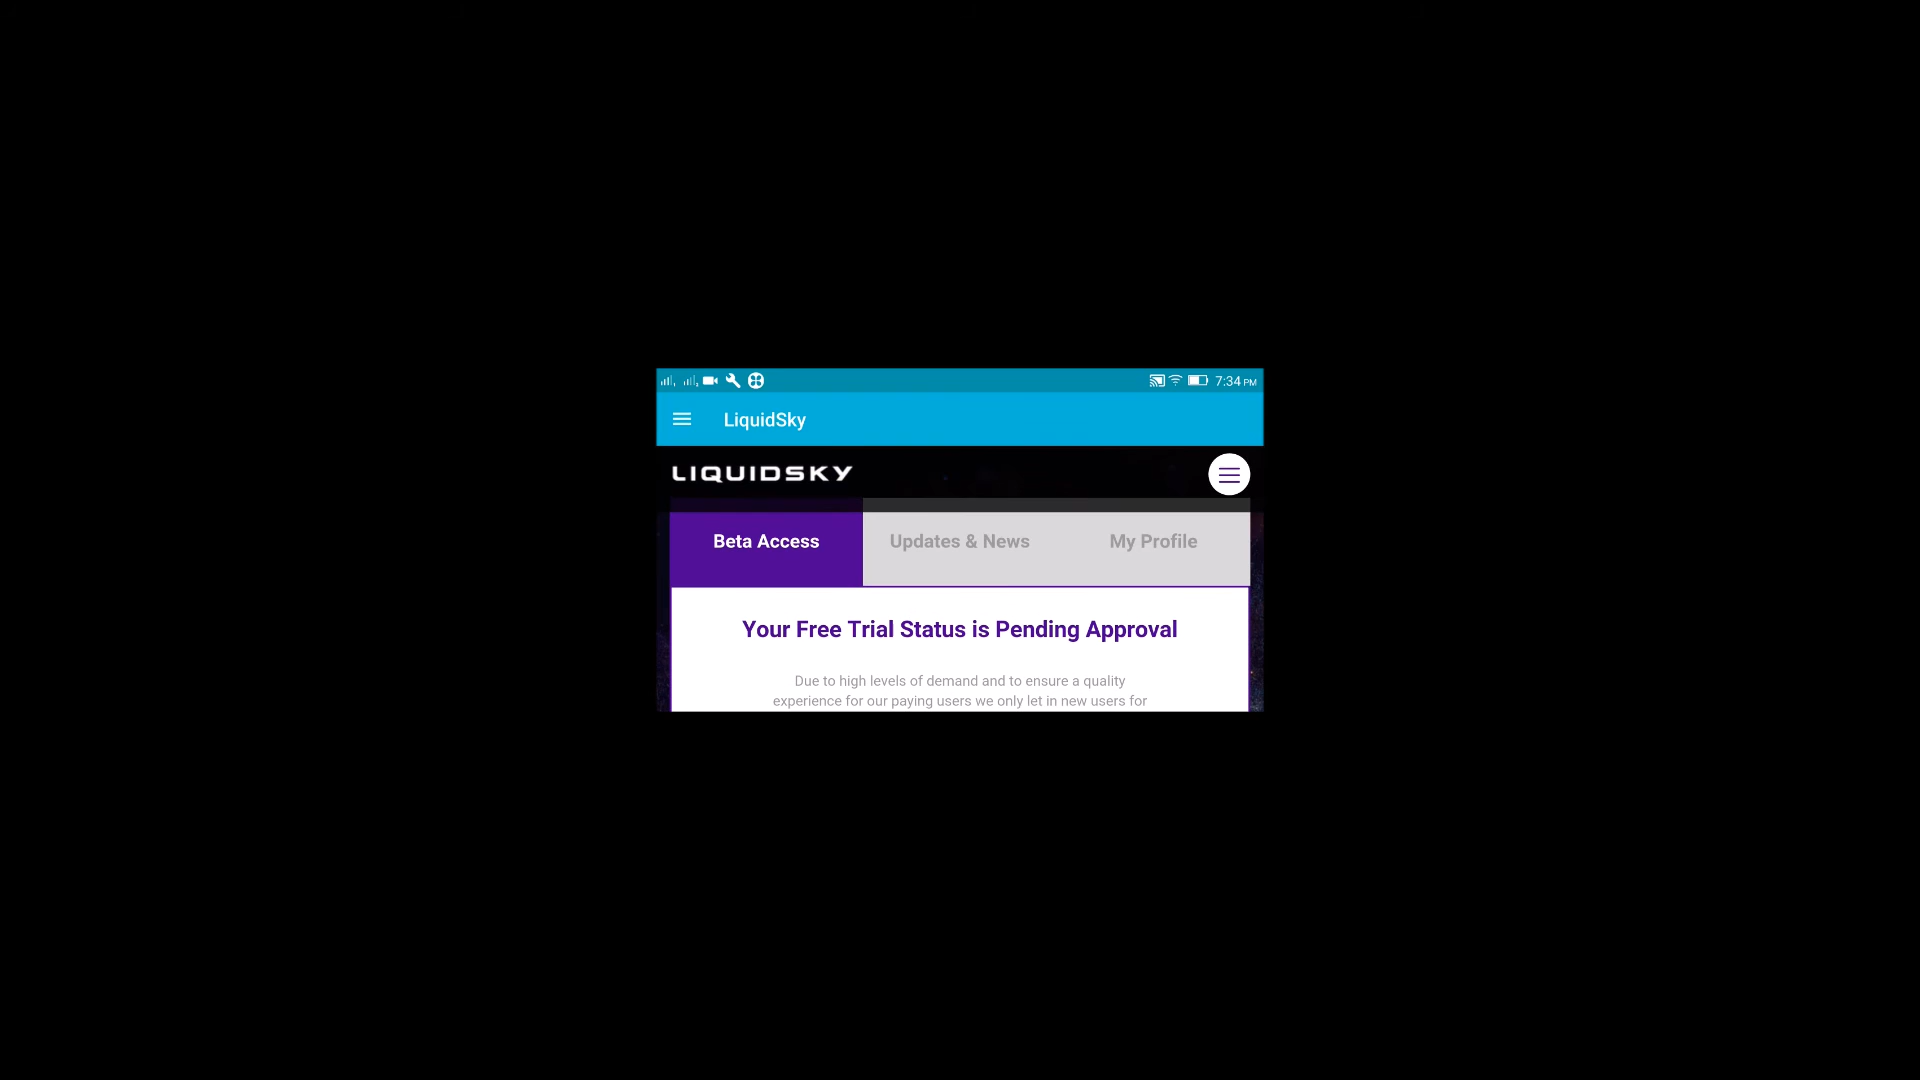 7:34 PM
LiquidSky
LIQUIDSKY
Beta Access
Updates & News
My Profile
Your Free Trial Status is Pending Approval
Due to high levels of demand and to ensure a quality
experience for our paying users we only let in new users for